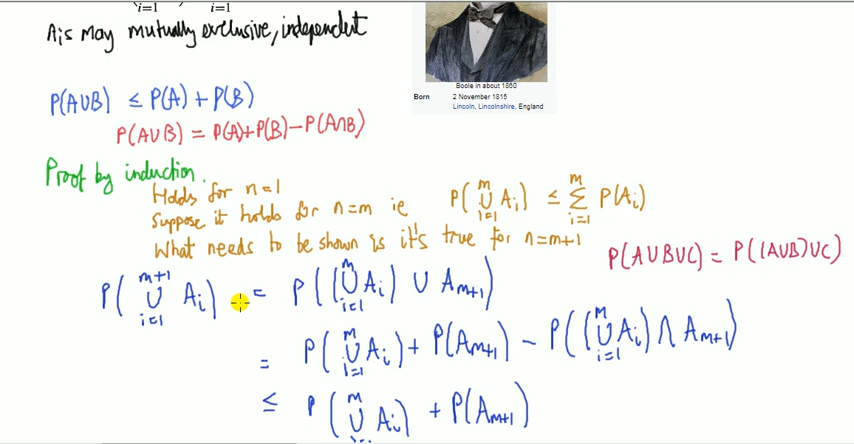 i=1 i=1
Ais may mutually exclusive, independent
Boole in about 1860
Born 2 November 1815
Lincoln, Lincolnshire, England
P(A∪B) ≤ P(A) + P(B)
P(A∪B) = P(A)+P(B)-P(A∩B)
Proof by induction.
Holds for n=1
Suppose it holds for n=m ie P(⋃_{i=1}^{m} Ai) ≤ ∑_{i=1}^{m} P(Ai)
What needs to be shown is it's true for n=m+1
P(A∪B∪C) = P((A∪B)∪C)
P(⋃_{i=1}^{m+1} Ai) = P((⋃_{i=1}^{m} Ai) ∪ Am+1)
= P(⋃_{i=1}^{m} Ai) + P(Am+1) - P((⋃_{i=1}^{m} Ai) ∩ Am+1)
≤ P(⋃_{i=1}^{m} Ai) + P(Am+1)